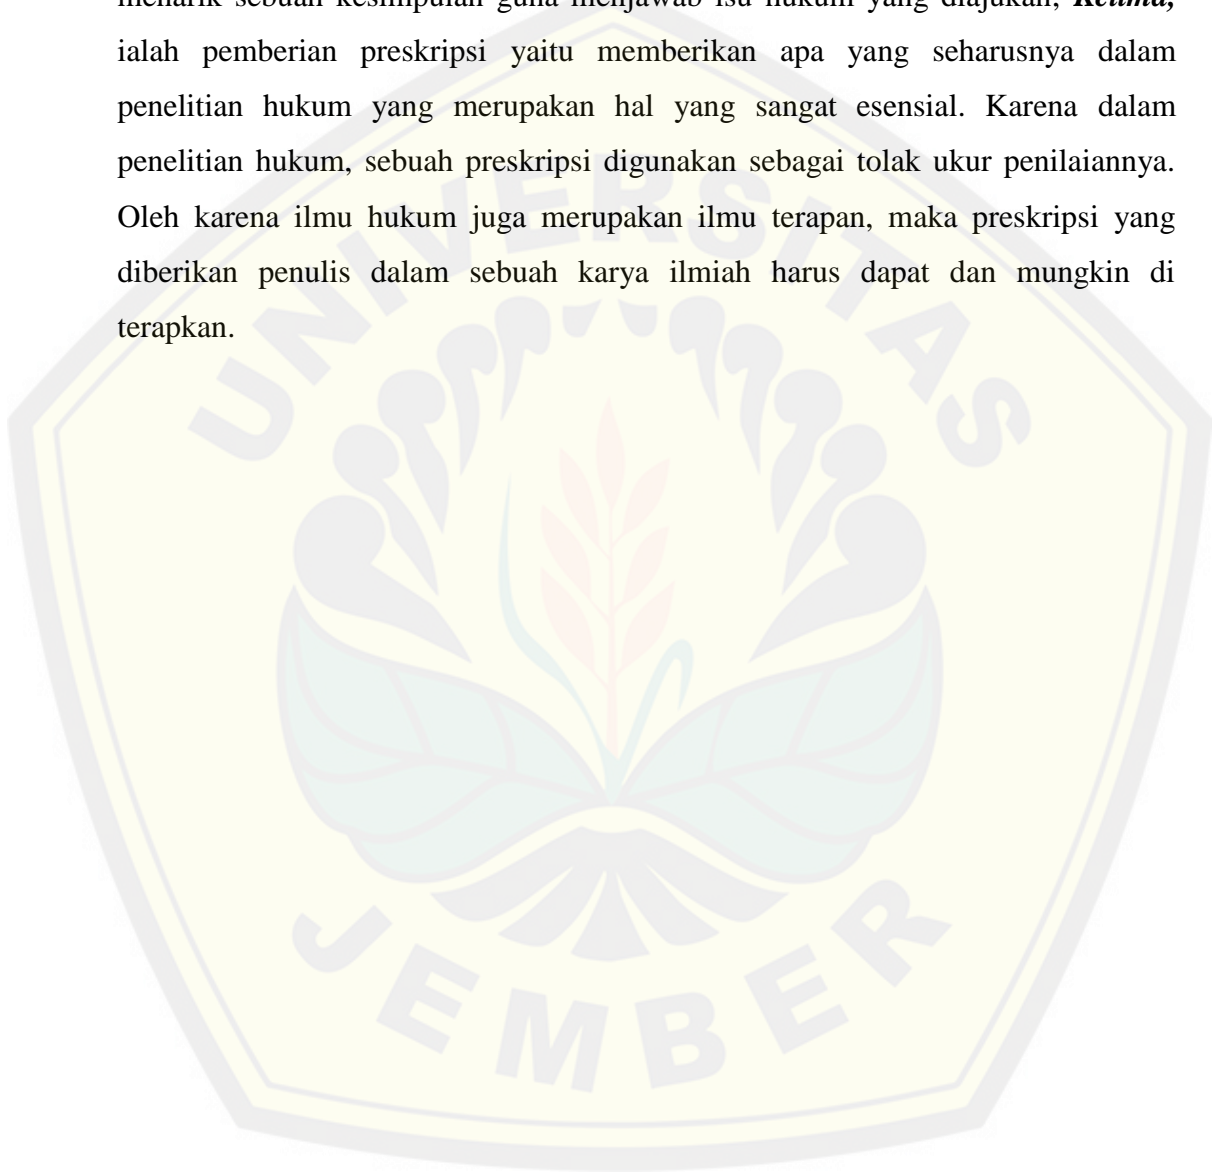 menarik sebuah kesimpulan guna menjawab isu hukum yang diajukan; Kelima,
ialah pemberian preskripsi yaitu memberikan apa yang seharusnya dalam
penelitian hukum yang merupakan hal yang sangat esensial. Karena dalam
penelitian hukum, sebuah preskripsi digunakan sebagai tolak ukur penilaiannya.
Oleh karena ilmu hukum juga merupakan ilmu terapan, maka preskripsi yang
diberikan penulis dalam sebuah karya ilmiah harus dapat dan mungkin di
terapkan.
UNIVERSITAS
JEMBER